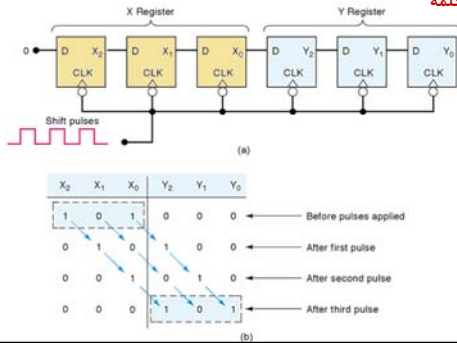 X Register Y Register
0 D X₂ D X₁ D X₀ D Y₂ D Y₁ D Y₀
CLK CLK CLK CLK CLK CLK
Shift pulses
(a)
X₂ X₁ X₀ Y₂ Y₁ Y₀
1 0 1 0 0 0 Before pulses applied
0 1 0 1 0 0 After first pulse
0 0 1 0 1 0 After second pulse
0 0 0 1 0 1 After third pulse
(b)